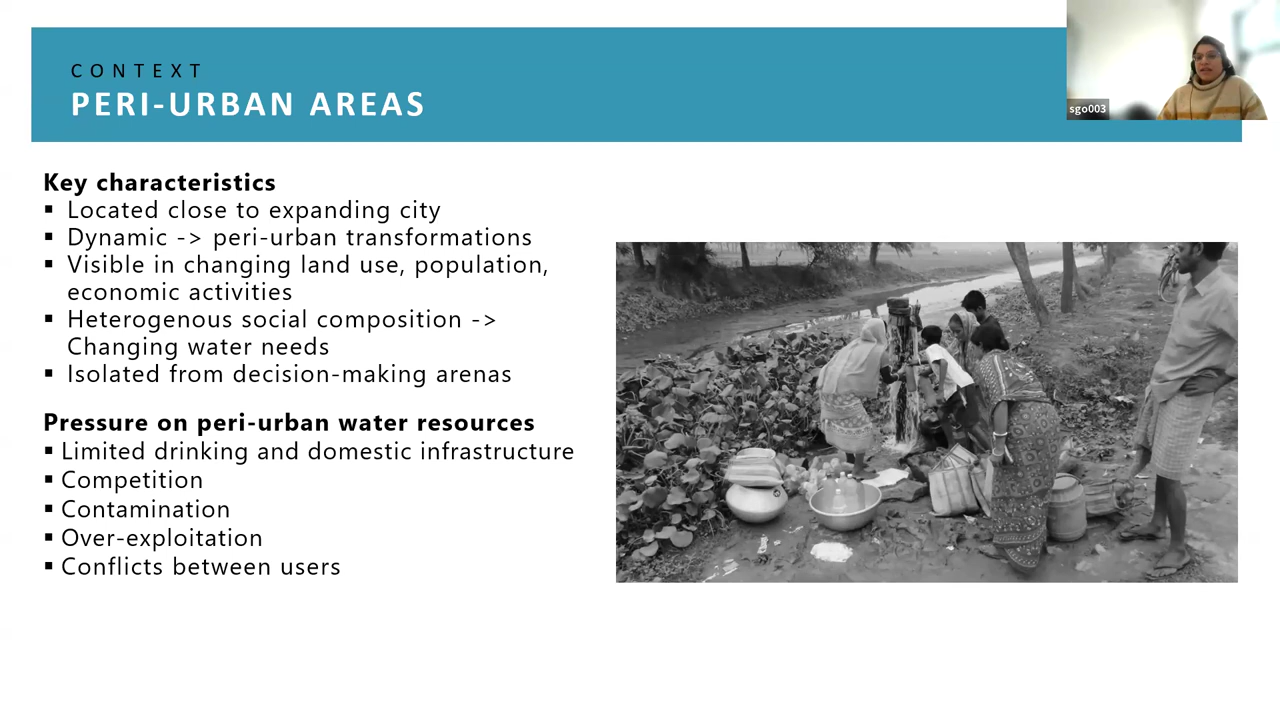 CONTEXT
PERI-URBAN AREAS
sgo003
Key characteristics
▪ Located close to expanding city
▪ Dynamic -> peri-urban transformations
▪ Visible in changing land use, population,
economic activities
▪ Heterogenous social composition ->
Changing water needs
▪ Isolated from decision-making arenas
Pressure on peri-urban water resources
▪ Limited drinking and domestic infrastructure
▪ Competition
▪ Contamination
▪ Over-exploitation
▪ Conflicts between users